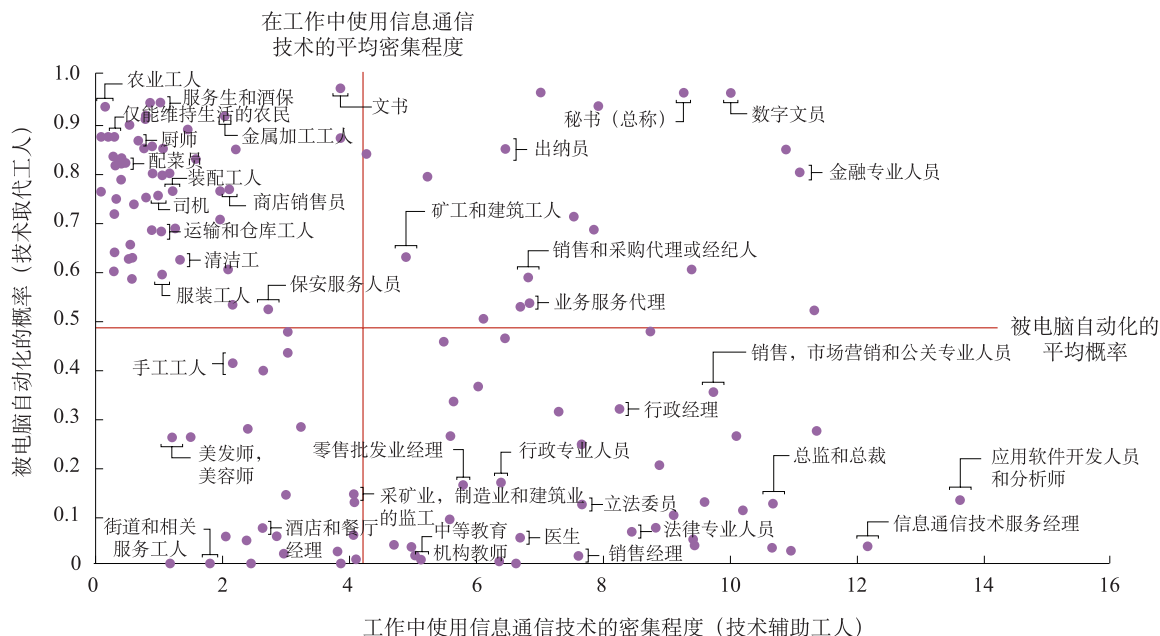 在工作中使用信息通信
技术的平均密集程度
被电脑自动化的概率（技术取代工人）
1.0
0.9
0.8
0.7
0.6
0.5
0.4
0.3
0.2
0.1
0
农业工人
服务生和酒保
仅能维持生活的农民
厨师
金属加工工人
配菜员
装配工人
司机
商店销售员
运输和仓库工人
清洁工
服装工人
保安服务人员
文书
秘书（总称）
数字文员
出纳员
金融专业人员
矿工和建筑工人
销售和采购代理或经纪人
业务服务代理
被电脑自动化的
平均概率
手工工人
销售，市场营销和公关专业人员
行政经理
美发师，
美容师
零售批发业经理
行政专业人员
总监和总裁
应用软件开发人员
和分析师
采矿业，制造业和建筑业
的监工
立法委员
街道和相关
服务工人
酒店和餐厅
经理
中等教育
机构教师
医生
法律专业人员
销售经理
信息通信技术服务经理
0
2
4
6
8
10
12
14
16
工作中使用信息通信技术的密集程度（技术辅助工人）